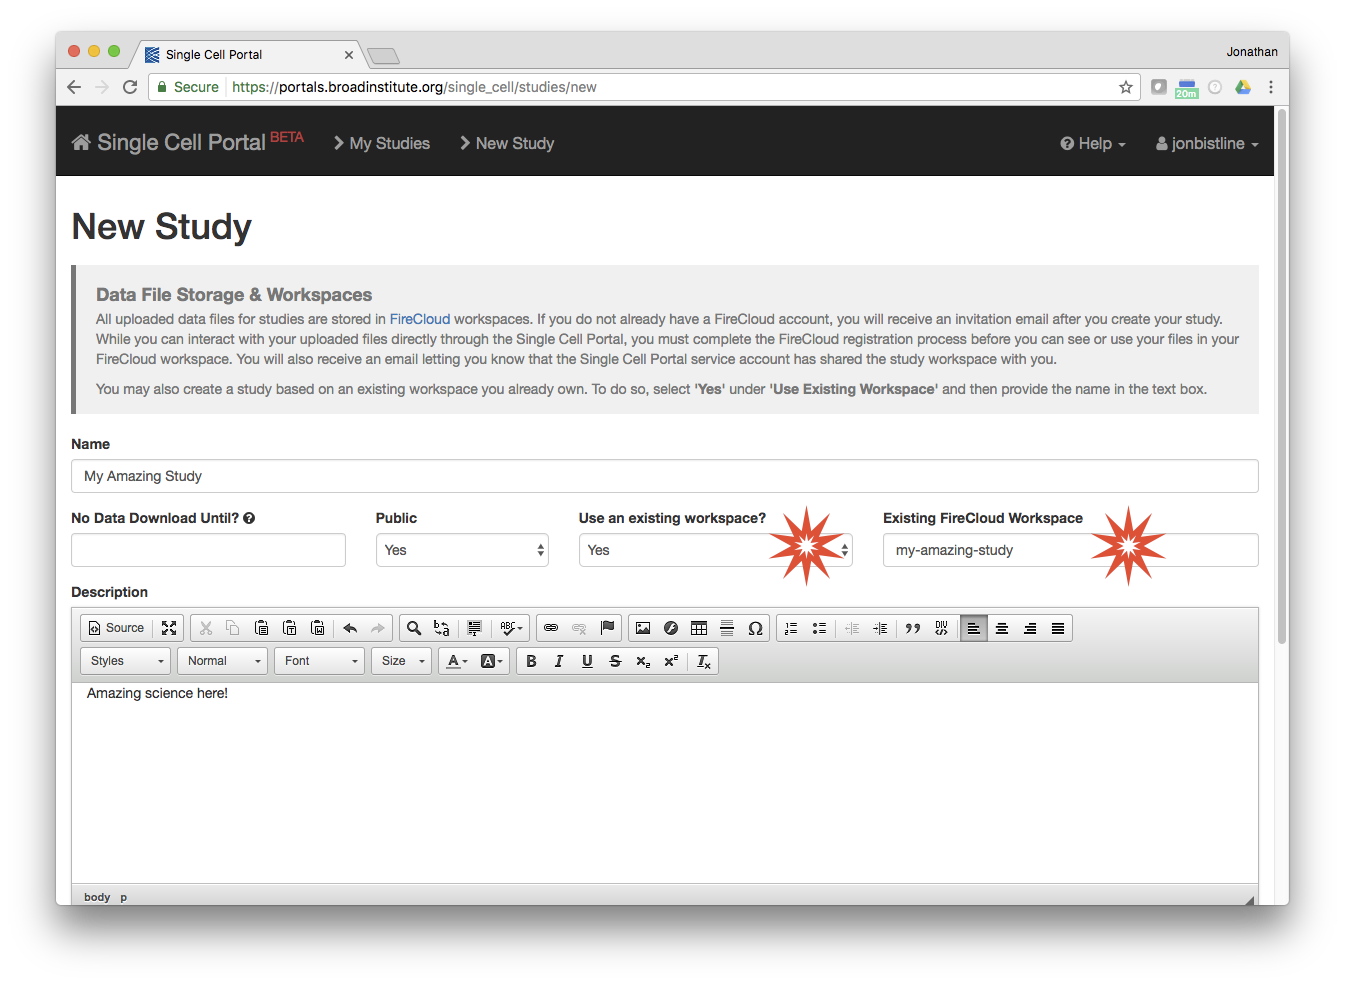 Single Cell Portal
Jonathan
Secure https://portals.broadinstitute.org/single_cell/studies/new
20m
Single Cell Portal BETA My Studies New Study Help jonbistline
New Study
Data File Storage & Workspaces
All uploaded data files for studies are stored in FireCloud workspaces. If you do not already have a FireCloud account, you will receive an invitation email after you create your study.
While you can interact with your uploaded files directly through the Single Cell Portal, you must complete the FireCloud registration process before you can see or use your files in your
FireCloud workspace. You will also receive an email letting you know that the Single Cell Portal service account has shared the study workspace with you.
You may also create a study based on an existing workspace you already own. To do so, select 'Yes' under 'Use Existing Workspace' and then provide the name in the text box.
Name
My Amazing Study
No Data Download Until? Public Use an existing workspace? Existing FireCloud Workspace
Yes Yes my-amazing-study
Description
Source
Styles Normal Font Size A A B I U S x₂ x² Ix
Amazing science here!
body p